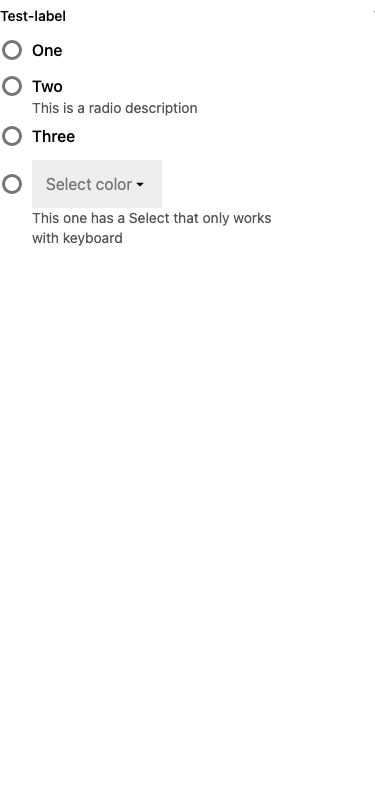 Test-label
One
Two
This is a radio description
Three
Select color
This one has a Select that only works
with keyboard